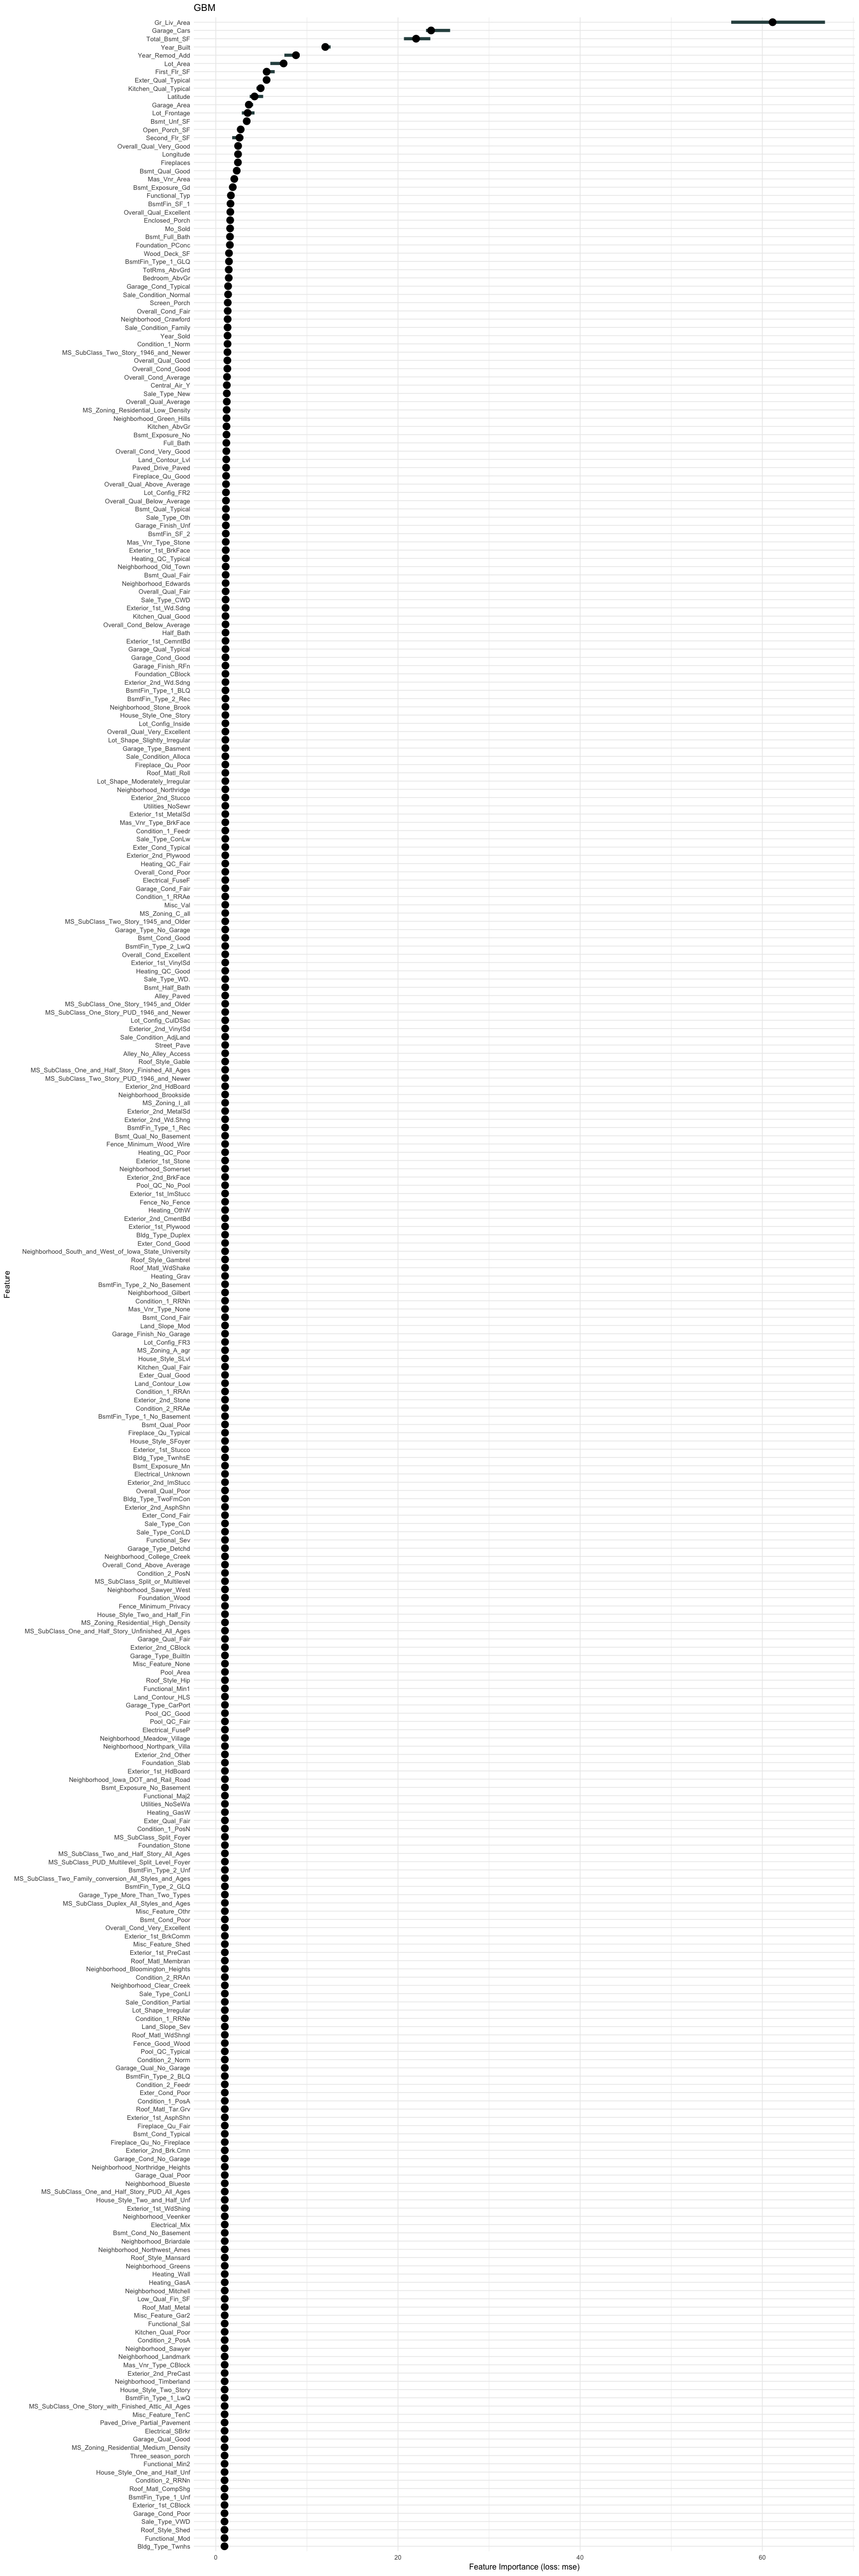 GBM
Gr_Liv_Area
Garage_Cars
Total_Bsmt_SF
Year_Built
Year_Remod_Add
Lot_Area
First_Flr_SF
Exter_Qual_Typical
Kitchen_Qual_Typical
Latitude
Garage_Area
Lot_Frontage
Bsmt_Unf_SF
Open_Porch_SF
Second_Flr_SF
Overall_Qual_Very_Good
Longitude
Fireplaces
Bsmt_Qual_Good
Mas_Vnr_Area
Bsmt_Exposure_Gd
Functional_Typ
BsmtFin_SF_1
Overall_Qual_Excellent
Enclosed_Porch
Mo_Sold
Bsmt_Full_Bath
Foundation_PConc
Wood_Deck_SF
BsmtFin_Type_1_GLQ
TotRms_AbvGrd
Bedroom_AbvGr
Garage_Cond_Typical
Sale_Condition_Normal
Screen_Porch
Overall_Cond_Fair
Neighborhood_Crawford
Sale_Condition_Family
Year_Sold
Condition_1_Norm
MS_SubClass_Two_Story_1946_and_Newer
Overall_Qual_Good
Overall_Cond_Good
Overall_Cond_Average
Central_Air_Y
Sale_Type_New
Overall_Qual_Average
MS_Zoning_Residential_Low_Density
Neighborhood_Green_Hills
Kitchen_AbvGr
Bsmt_Exposure_No
Full_Bath
Overall_Cond_Very_Good
Land_Contour_Lvl
Paved_Drive_Paved
Fireplace_Qu_Good
Overall_Qual_Above_Average
Lot_Config_FR2
Overall_Qual_Below_Average
Bsmt_Qual_Typical
Sale_Type_Oth
Garage_Finish_Unf
BsmtFin_SF_2
Mas_Vnr_Type_Stone
Exterior_1st_BrkFace
Heating_QC_Typical
Neighborhood_Old_Town
Bsmt_Qual_Fair
Neighborhood_Edwards
Overall_Qual_Fair
Sale_Type_CWD
Exterior_1st_Wd.Sdng
Kitchen_Qual_Good
Overall_Cond_Below_Average
Half_Bath
Exterior_1st_CemntBd
Garage_Qual_Typical
Garage_Cond_Good
Garage_Finish_RFn
Foundation_CBlock
Exterior_2nd_Wd.Sdng
BsmtFin_Type_1_BLQ
BsmtFin_Type_2_Rec
Neighborhood_Stone_Brook
House_Style_One_Story
Lot_Config_Inside
Overall_Qual_Very_Excellent
Lot_Shape_Slightly_Irregular
Garage_Type_Basment
Sale_Condition_Alloca
Fireplace_Qu_Poor
Roof_Matl_Roll
Lot_Shape_Moderately_Irregular
Neighborhood_Northridge
Exterior_2nd_Stucco
Utilities_NoSewr
Exterior_1st_MetalSd
Mas_Vnr_Type_BrkFace
Condition_1_Feedr
Sale_Type_ConLw
Exter_Cond_Typical
Exterior_2nd_Plywood
Heating_QC_Fair
Overall_Cond_Poor
Electrical_FuseF
Garage_Cond_Fair
Condition_1_RRAe
Misc_Val
MS_Zoning_C_all
MS_SubClass_Two_Story_1945_and_Older
Garage_Type_No_Garage
Bsmt_Cond_Good
BsmtFin_Type_2_LwQ
Overall_Cond_Excellent
Exterior_1st_VinylSd
Heating_QC_Good
Sale_Type_WD.
Bsmt_Half_Bath
Alley_Paved
MS_SubClass_One_Story_1945_and_Older
MS_SubClass_One_Story_PUD_1946_and_Newer
Lot_Config_CulDSac
Exterior_2nd_VinylSd
Sale_Condition_AdjLand
Street_Pave
Alley_No_Alley_Access
Roof_Style_Gable
MS_SubClass_One_and_Half_Story_Finished_All_Ages
MS_SubClass_Two_Story_PUD_1946_and_Newer
Exterior_2nd_HdBoard
Neighborhood_Brookside
MS_Zoning_I_all
Exterior_2nd_MetalSd
Exterior_2nd_Wd.Shng
BsmtFin_Type_1_Rec
Bsmt_Qual_No_Basement
Fence_Minimum_Wood_Wire
Heating_QC_Poor
Exterior_1st_Stone
Neighborhood_Somerset
Exterior_2nd_BrkFace
Pool_QC_No_Pool
Exterior_1st_ImStucc
Fence_No_Fence
Heating_OthW
Exterior_2nd_CmentBd
Exterior_1st_Plywood
Bldg_Type_Duplex
Exter_Cond_Good
Neighborhood_South_and_West_of_Iowa_State_University
Roof_Style_Gambrel
Roof_Matl_WdShake
Heating_Grav
BsmtFin_Type_2_No_Basement
Neighborhood_Gilbert
Condition_1_RRNn
Mas_Vnr_Type_None
Bsmt_Cond_Fair
Land_Slope_Mod
Garage_Finish_No_Garage
Lot_Config_FR3
MS_Zoning_A_agr
House_Style_SLvl
Kitchen_Qual_Fair
Exter_Qual_Good
Land_Contour_Low
Condition_1_RRAn
Exterior_2nd_Stone
Condition_2_RRAe
BsmtFin_Type_1_No_Basement
Bsmt_Qual_Poor
Fireplace_Qu_Typical
House_Style_SFoyer
Exterior_1st_Stucco
Bldg_Type_TwnhsE
Bsmt_Exposure_Mn
Electrical_Unknown
Exterior_2nd_ImStucc
Overall_Qual_Poor
Bldg_Type_TwoFmCon
Exterior_2nd_AsphShn
Exter_Cond_Fair
Sale_Type_Con
Sale_Type_ConLD
Functional_Sev
Garage_Type_Detchd
Neighborhood_College_Creek
Overall_Cond_Above_Average
Condition_2_PosN
MS_SubClass_Split_or_Multilevel
Neighborhood_Sawyer_West
Foundation_Wood
Fence_Minimum_Privacy
House_Style_Two_and_Half_Fin
MS_Zoning_Residential_High_Density
MS_SubClass_One_and_Half_Story_Unfinished_All_Ages
Garage_Qual_Fair
Exterior_2nd_CBlock
Garage_Type_BuiltIn
Misc_Feature_None
Pool_Area
Roof_Style_Hip
Functional_Min1
Land_Contour_HLS
Garage_Type_CarPort
Pool_QC_Good
Pool_QC_Fair
Electrical_FuseP
Neighborhood_Meadow_Village
Neighborhood_Northpark_Villa
Exterior_2nd_Other
Foundation_Slab
Exterior_1st_HdBoard
Neighborhood_Iowa_DOT_and_Rail_Road
Bsmt_Exposure_No_Basement
Functional_Maj2
Utilities_NoSeWa
Heating_GasW
Exter_Qual_Fair
Condition_1_PosN
MS_SubClass_Split_Foyer
Foundation_Stone
MS_SubClass_Two_and_Half_Story_All_Ages
MS_SubClass_PUD_Multilevel_Split_Level_Foyer
BsmtFin_Type_2_Unf
MS_SubClass_Two_Family_conversion_All_Styles_and_Ages
BsmtFin_Type_2_GLQ
Garage_Type_More_Than_Two_Types
MS_SubClass_Duplex_All_Styles_and_Ages
Misc_Feature_Othr
Bsmt_Cond_Poor
Overall_Cond_Very_Excellent
Exterior_1st_BrkComm
Misc_Feature_Shed
Exterior_1st_PreCast
Roof_Matl_Membran
Neighborhood_Bloomington_Heights
Condition_2_RRAn
Neighborhood_Clear_Creek
Sale_Type_ConLI
Sale_Condition_Partial
Lot_Shape_Irregular
Condition_1_RRNe
Land_Slope_Sev
Roof_Matl_WdShngl
Fence_Good_Wood
Pool_QC_Typical
Condition_2_Norm
Garage_Qual_No_Garage
BsmtFin_Type_2_BLQ
Condition_2_Feedr
Exter_Cond_Poor
Condition_1_PosA
Roof_Matl_Tar.Grv
Exterior_1st_AsphShn
Fireplace_Qu_Fair
Bsmt_Cond_Typical
Fireplace_Qu_No_Fireplace
Exterior_2nd_Brk.Cmn
Garage_Cond_No_Garage
Neighborhood_Northridge_Heights
Garage_Qual_Poor
Neighborhood_Blueste
MS_SubClass_One_and_Half_Story_PUD_All_Ages
House_Style_Two_and_Half_Unf
Exterior_1st_WdShing
Neighborhood_Veenker
Electrical_Mix
Bsmt_Cond_No_Basement
Neighborhood_Briardale
Neighborhood_Northwest_Ames
Roof_Style_Mansard
Neighborhood_Greens
Heating_Wall
Heating_GasA
Neighborhood_Mitchell
Low_Qual_Fin_SF
Roof_Matl_Metal
Misc_Feature_Gar2
Functional_Sal
Kitchen_Qual_Poor
Condition_2_PosA
Neighborhood_Sawyer
Neighborhood_Landmark
Mas_Vnr_Type_CBlock
Exterior_2nd_PreCast
Neighborhood_Timberland
House_Style_Two_Story
BsmtFin_Type_1_LwQ
MS_SubClass_One_Story_with_Finished_Attic_All_Ages
Misc_Feature_TenC
Paved_Drive_Partial_Pavement
Electrical_SBrkr
Garage_Qual_Good
MS_Zoning_Residential_Medium_Density
Three_season_porch
Functional_Min2
House_Style_One_and_Half_Unf
Condition_2_RRNn
Roof_Matl_CompShg
BsmtFin_Type_1_Unf
Exterior_1st_CBlock
Garage_Cond_Poor
Sale_Type_VWD
Roof_Style_Shed
Functional_Mod
Bldg_Type_Twnhs
Feature
0 20 40 60
Feature Importance (loss: mse)